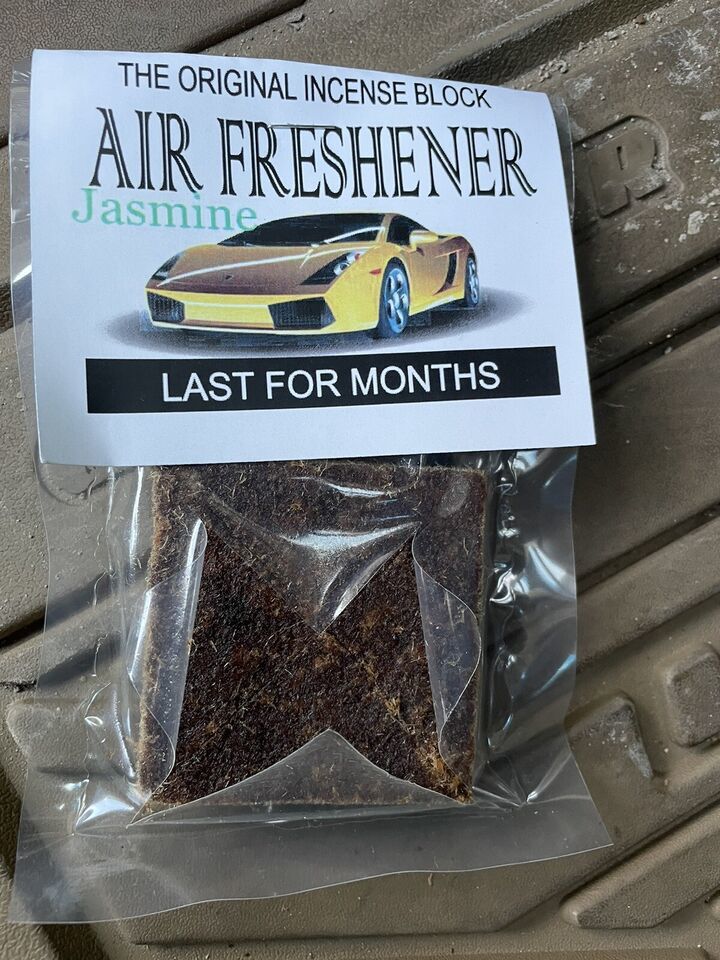 THE ORIGINAL INCENSE BLOCK
AIR FRESHENER
Jasmine
LAST FOR MONTHS
R